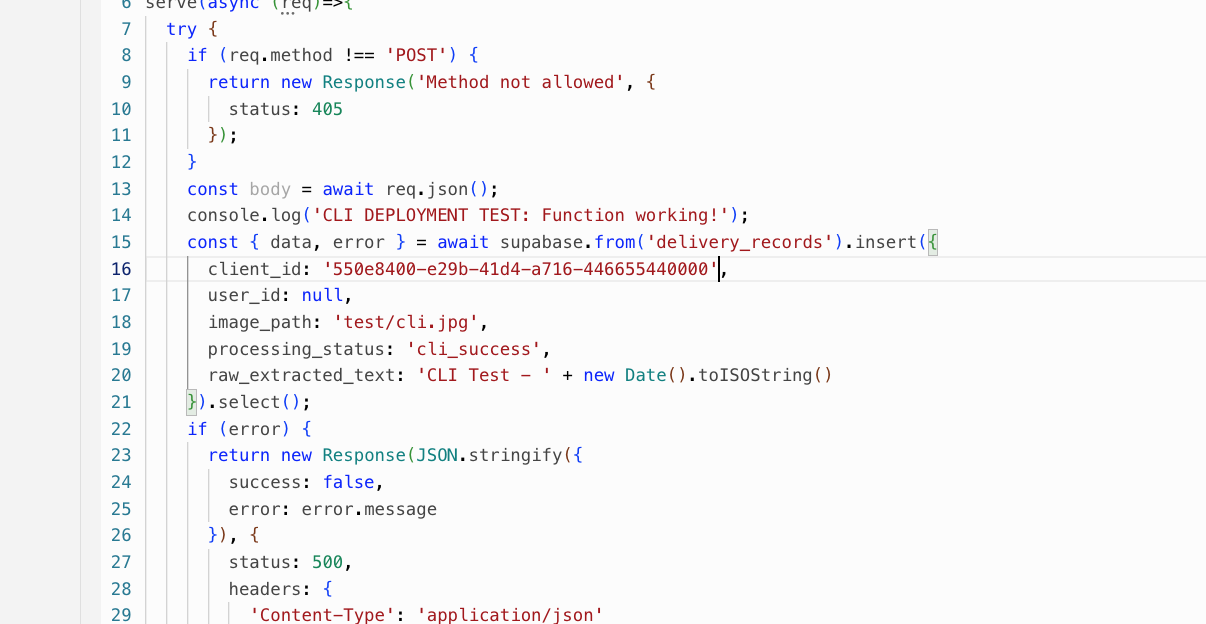 6 serve(async (req)=>{
7 try {
8 if (req.method !== 'POST') {
9 return new Response('Method not allowed', {
10 status: 405
11 });
12 }
13 const body = await req.json();
14 console.log('CLI DEPLOYMENT TEST: Function working!');
15 const { data, error } = await supabase.from('delivery_records').insert({
16 client_id: '550e8400-e29b-41d4-a716-446655440000',
17 user_id: null,
18 image_path: 'test/cli.jpg',
19 processing_status: 'cli_success',
20 raw_extracted_text: 'CLI Test - ' + new Date().toISOString()
21 }).select();
22 if (error) {
23 return new Response(JSON.stringify({
24 success: false,
25 error: error.message
26 }), {
27 status: 500,
28 headers: {
29 'Content-Type': 'application/json'